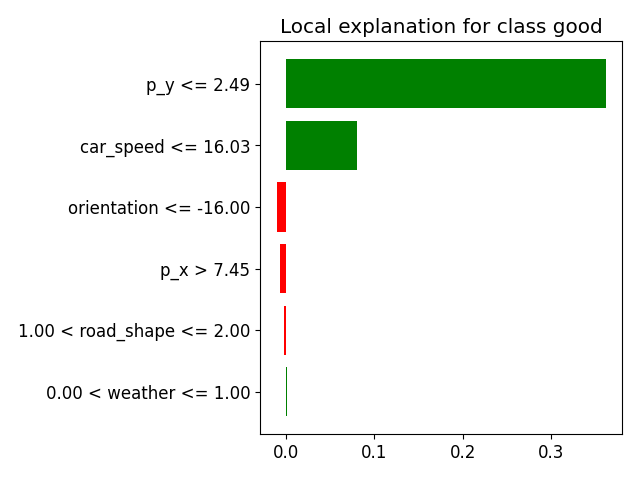 Local explanation for class good
p_y <= 2.49
car_speed <= 16.03
orientation <= -16.00
p_x > 7.45
1.00 < road_shape <= 2.00
0.00 < weather <= 1.00
0.0 0.1 0.2 0.3